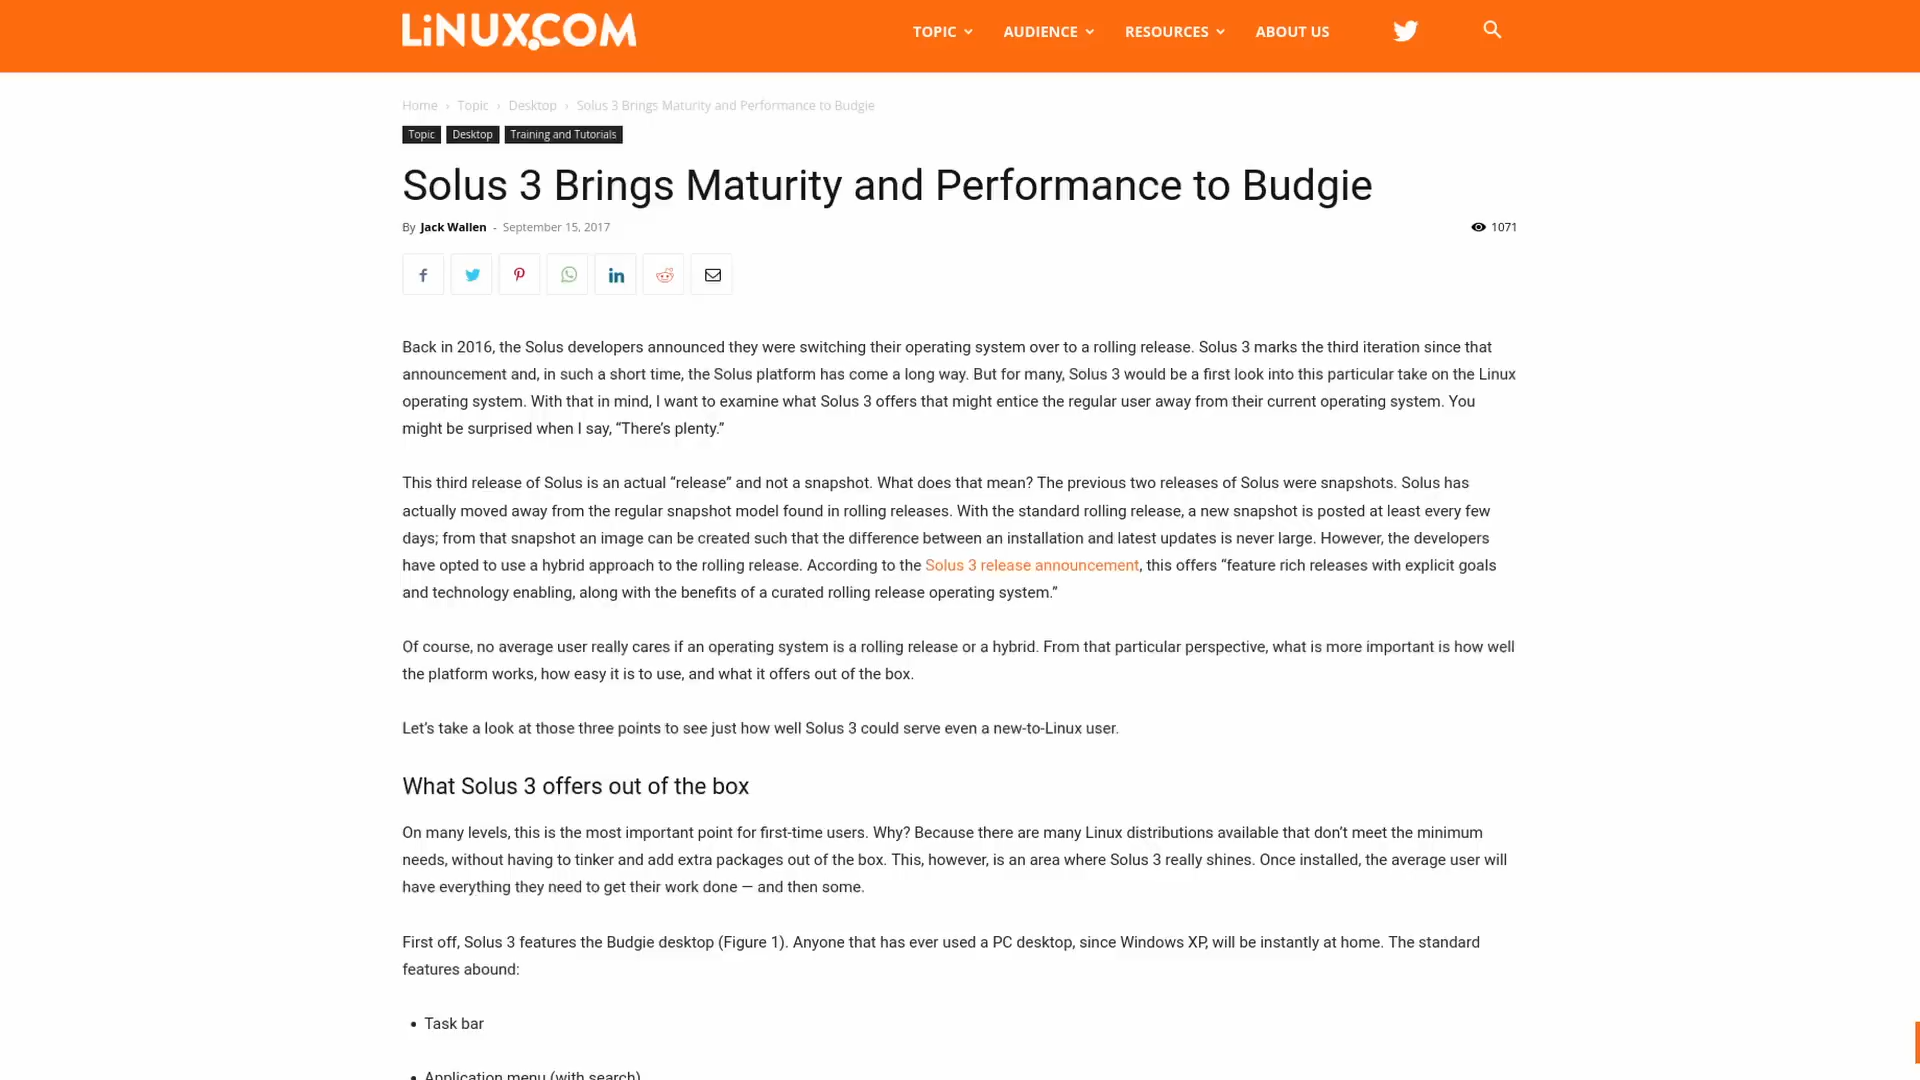 LiNUX.COM
TOPIC AUDIENCE RESOURCES ABOUT US
Home › Topic › Desktop › Solus 3 Brings Maturity and Performance to Budgie
Topic Desktop Training and Tutorials
Solus 3 Brings Maturity and Performance to Budgie
By Jack Wallen - September 15, 2017 1071
Back in 2016, the Solus developers announced they were switching their operating system over to a rolling release. Solus 3 marks the third iteration since that
announcement and, in such a short time, the Solus platform has come a long way. But for many, Solus 3 would be a first look into this particular take on the Linux
operating system. With that in mind, I want to examine what Solus 3 offers that might entice the regular user away from their current operating system. You
might be surprised when I say, “There’s plenty.”
This third release of Solus is an actual “release” and not a snapshot. What does that mean? The previous two releases of Solus were snapshots. Solus has
actually moved away from the regular snapshot model found in rolling releases. With the standard rolling release, a new snapshot is posted at least every few
days; from that snapshot an image can be created such that the difference between an installation and latest updates is never large. However, the developers
have opted to use a hybrid approach to the rolling release. According to the Solus 3 release announcement, this offers “feature rich releases with explicit goals
and technology enabling, along with the benefits of a curated rolling release operating system.”
Of course, no average user really cares if an operating system is a rolling release or a hybrid. From that particular perspective, what is more important is how well
the platform works, how easy it is to use, and what it offers out of the box.
Let’s take a look at those three points to see just how well Solus 3 could serve even a new-to-Linux user.
What Solus 3 offers out of the box
On many levels, this is the most important point for first-time users. Why? Because there are many Linux distributions available that don’t meet the minimum
needs, without having to tinker and add extra packages out of the box. This, however, is an area where Solus 3 really shines. Once installed, the average user will
have everything they need to get their work done — and then some.
First off, Solus 3 features the Budgie desktop (Figure 1). Anyone that has ever used a PC desktop, since Windows XP, will be instantly at home. The standard
features abound:
• Task bar
• Application menu (with search)